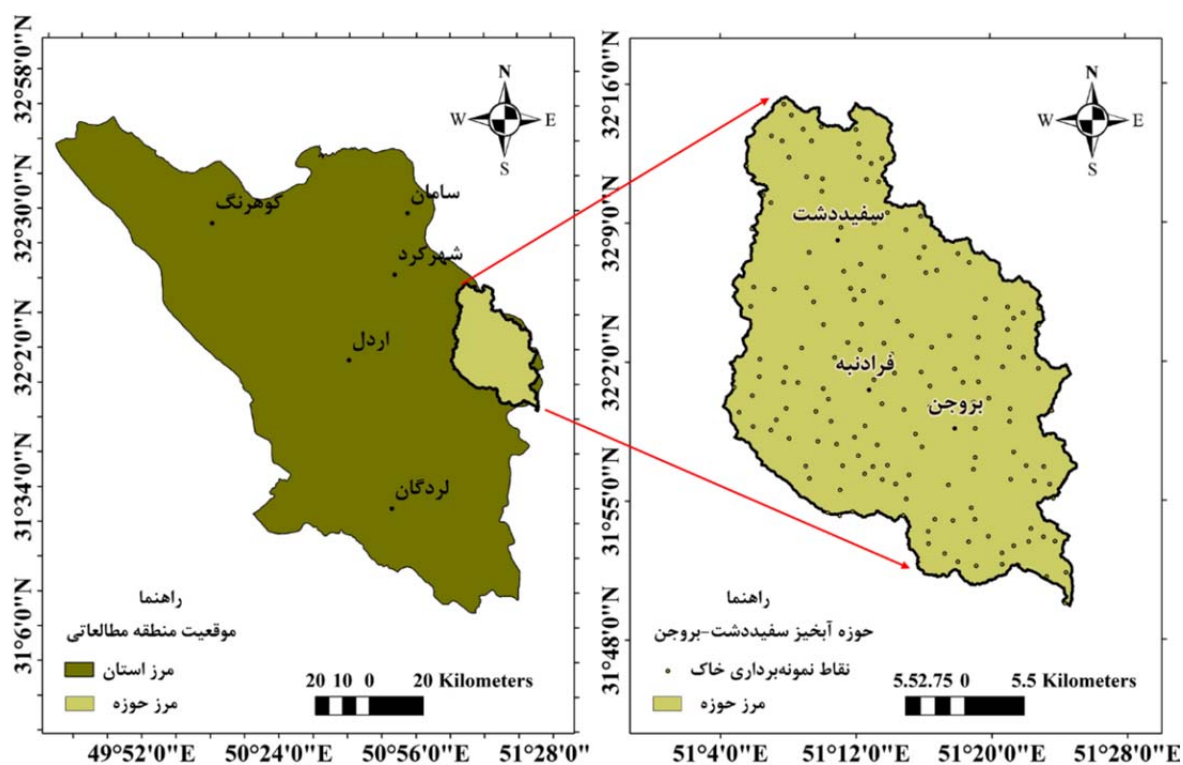 32°58'0"N
32°30'0"N
32°2'0"N
31°34'0"N
31°6'0"N
N
W E
S
کوهرنگ
سامان
شهرکرد
اردل
لردگان
راهنما
موقعیت منطقه مطالعاتی
مرز استان
مرز حوزه
20 10 0 20 Kilometers
49°52'0"E 50°24'0"E 50°56'0"E 51°28'0"E
32°16'0"N
32°9'0"N
32°2'0"N
31°55'0"N
31°48'0"N
N
W E
S
سفیددشت
فرادنبه
بروجن
راهنما
حوزه آبخیز سفیددشت-بروجن
نقاط نمونه‌برداری خاک
مرز حوزه
5.52.75 0 5.5 Kilometers
51°4'0"E 51°12'0"E 51°20'0"E 51°28'0"E